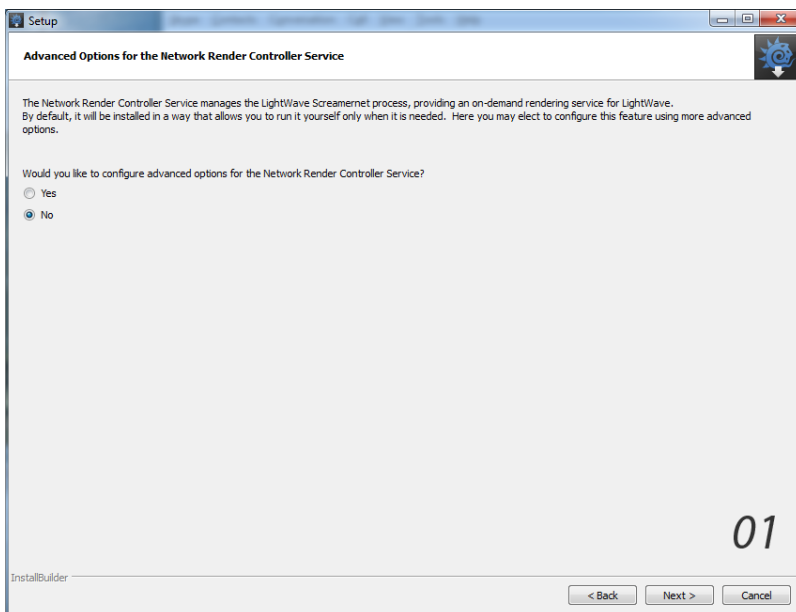 Setup
Advanced Options for the Network Render Controller Service
The Network Render Controller Service manages the LightWave Screamernet process, providing an on-demand rendering service for LightWave.
By default, it will be installed in a way that allows you to run it yourself only when it is needed.  Here you may elect to configure this feature using more advanced
options.
Would you like to configure advanced options for the Network Render Controller Service?
Yes
No
01
InstallBuilder
< Back Next > Cancel